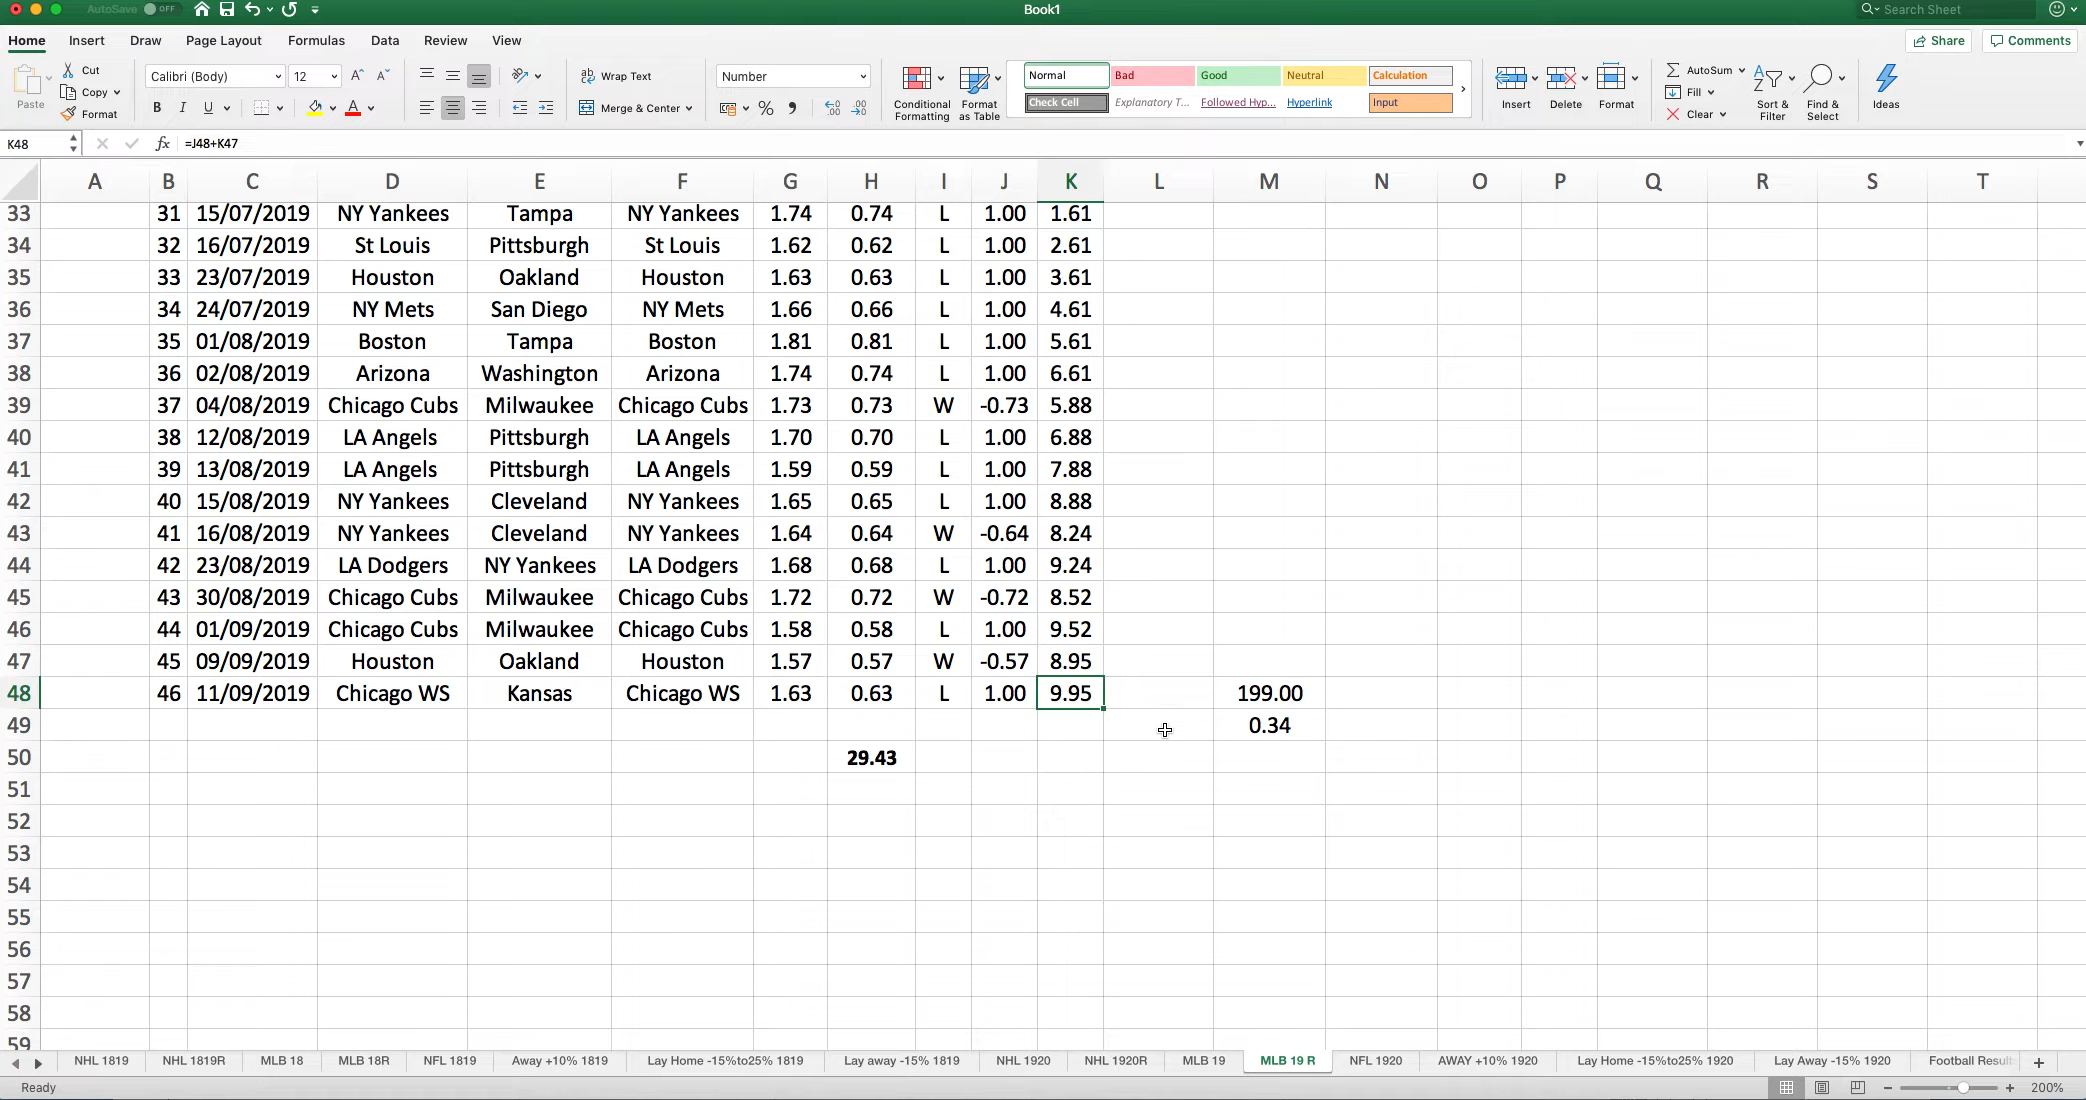 AutoSave OFF Book1 Search Sheet
Home Insert Draw Page Layout Formulas Data Review View Share Comments
Paste Cut Copy Format
Calibri (Body) 12 A^ A˅
B I U A
Wrap Text
Merge & Center
Number
%
Conditional Formatting
Format as Table
Normal Bad Good Neutral Calculation
Check Cell Explanatory T... Followed Hyp... Hyperlink Input
Insert Delete Format
AutoSum
Fill
Clear
Sort & Filter
Find & Select
Ideas
K48 fx =J48+K47
A B C D E F G H I J K L M N O P Q R S T
33 31 15/07/2019 NY Yankees Tampa NY Yankees 1.74 0.74 L 1.00 1.61
34 32 16/07/2019 St Louis Pittsburgh St Louis 1.62 0.62 L 1.00 2.61
35 33 23/07/2019 Houston Oakland Houston 1.63 0.63 L 1.00 3.61
36 34 24/07/2019 NY Mets San Diego NY Mets 1.66 0.66 L 1.00 4.61
37 35 01/08/2019 Boston Tampa Boston 1.81 0.81 L 1.00 5.61
38 36 02/08/2019 Arizona Washington Arizona 1.74 0.74 L 1.00 6.61
39 37 04/08/2019 Chicago Cubs Milwaukee Chicago Cubs 1.73 0.73 W -0.73 5.88
40 38 12/08/2019 LA Angels Pittsburgh LA Angels 1.70 0.70 L 1.00 6.88
41 39 13/08/2019 LA Angels Pittsburgh LA Angels 1.59 0.59 L 1.00 7.88
42 40 15/08/2019 NY Yankees Cleveland NY Yankees 1.65 0.65 L 1.00 8.88
43 41 16/08/2019 NY Yankees Cleveland NY Yankees 1.64 0.64 W -0.64 8.24
44 42 23/08/2019 LA Dodgers NY Yankees LA Dodgers 1.68 0.68 L 1.00 9.24
45 43 30/08/2019 Chicago Cubs Milwaukee Chicago Cubs 1.72 0.72 W -0.72 8.52
46 44 01/09/2019 Chicago Cubs Milwaukee Chicago Cubs 1.58 0.58 L 1.00 9.52
47 45 09/09/2019 Houston Oakland Houston 1.57 0.57 W -0.57 8.95
48 46 11/09/2019 Chicago WS Kansas Chicago WS 1.63 0.63 L 1.00 9.95 199.00
49 0.34
50 29.43
51
52
53
54
55
56
57
58
59
NHL 1819 NHL 1819R MLB 18 MLB 18R NFL 1819 Away +10% 1819 Lay Home -15%to25% 1819 Lay away -15% 1819 NHL 1920 NHL 1920R MLB 19 MLB 19 R NFL 1920 AWAY +10% 1920 Lay Home -15%to25% 1920 Lay Away -15% 1920 Football Result
Ready 200%